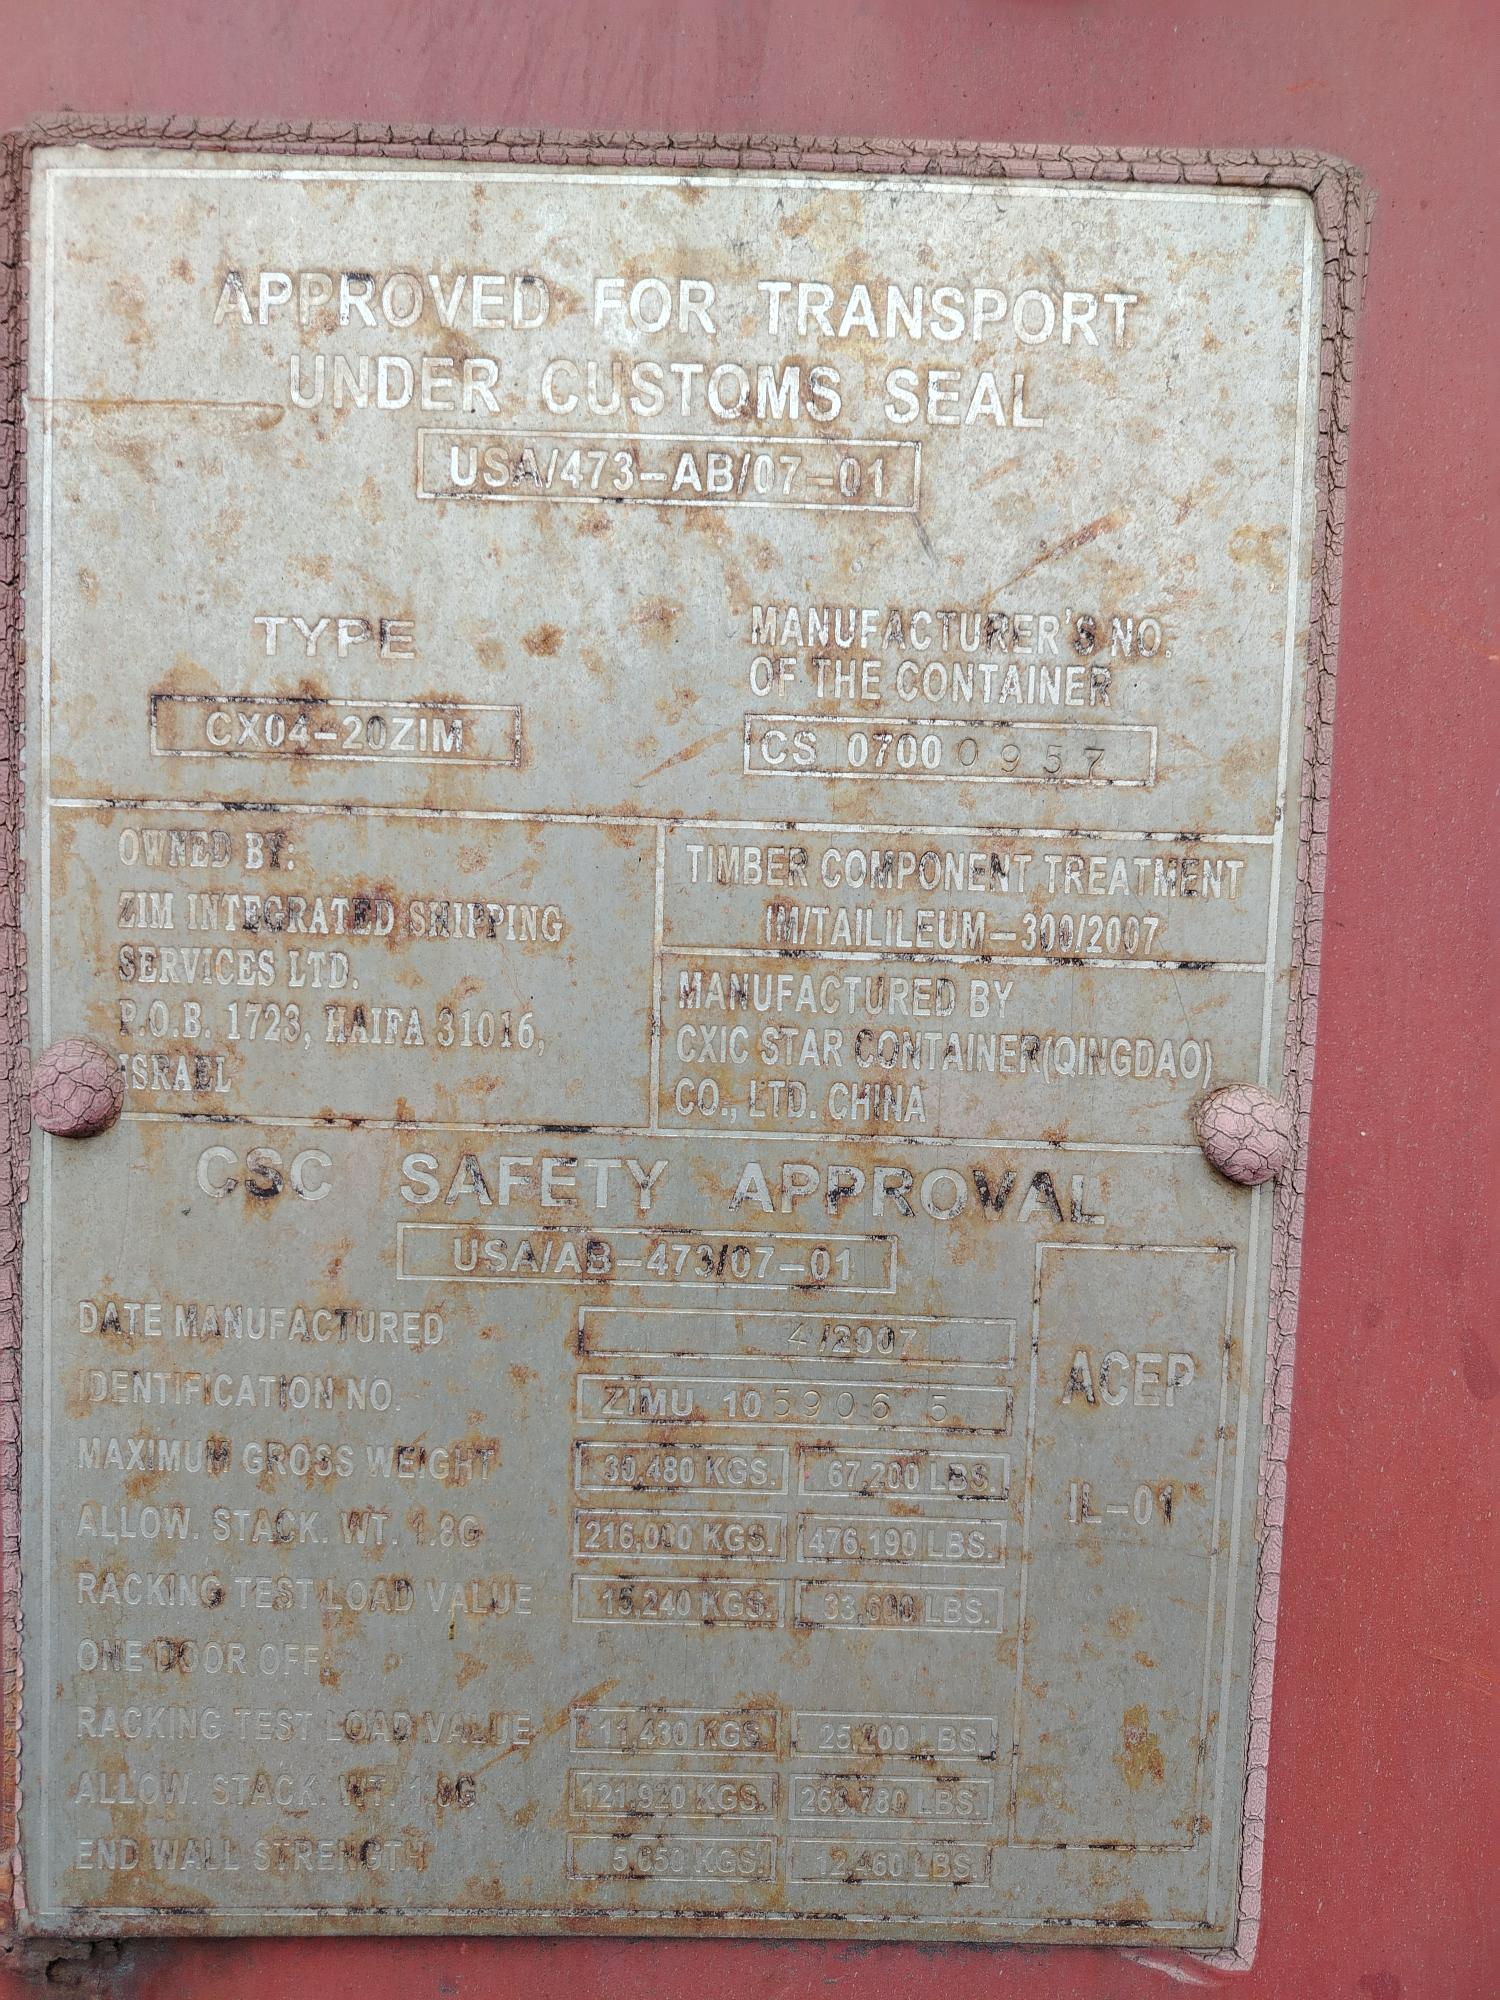 APPROVED FOR TRANSPORT
UNDER CUSTOMS SEAL
USA/473-AB/07-01
TYPE
CX04-20ZIM
MANUFACTURER'S NO.
OF THE CONTAINER
CS 07000957
OWNED BY:
ZIM INTEGRATED SHIPPING
SERVICES LTD.
P.O.B. 1723, HAIFA 31016,
ISRAEL
TIMBER COMPONENT TREATMENT
IM/TAILILEUM-300/2007
MANUFACTURED BY
CXIC STAR CONTAINER(QINGDAO)
CO., LTD. CHINA
CSC SAFETY APPROVAL
USA/AB-473/07-01
DATE MANUFACTURED 4/2007
IDENTIFICATION NO. ZIMU 105906 5
MAXIMUM GROSS WEIGHT 30,480 KGS. 67,200 LBS.
ALLOW. STACK. WT. 1.8G 216,000 KGS. 476,190 LBS.
RACKING TEST LOAD VALUE 15,240 KGS. 33,600 LBS.
ONE DOOR OFF:
RACKING TEST LOAD VALUE 11,430 KGS. 25,200 LBS.
ALLOW. STACK. WT. 1.8G 121,920 KGS. 268,780 LBS.
END WALL STRENGTH KGS. 12,460 LBS.
ACEP
IL-01